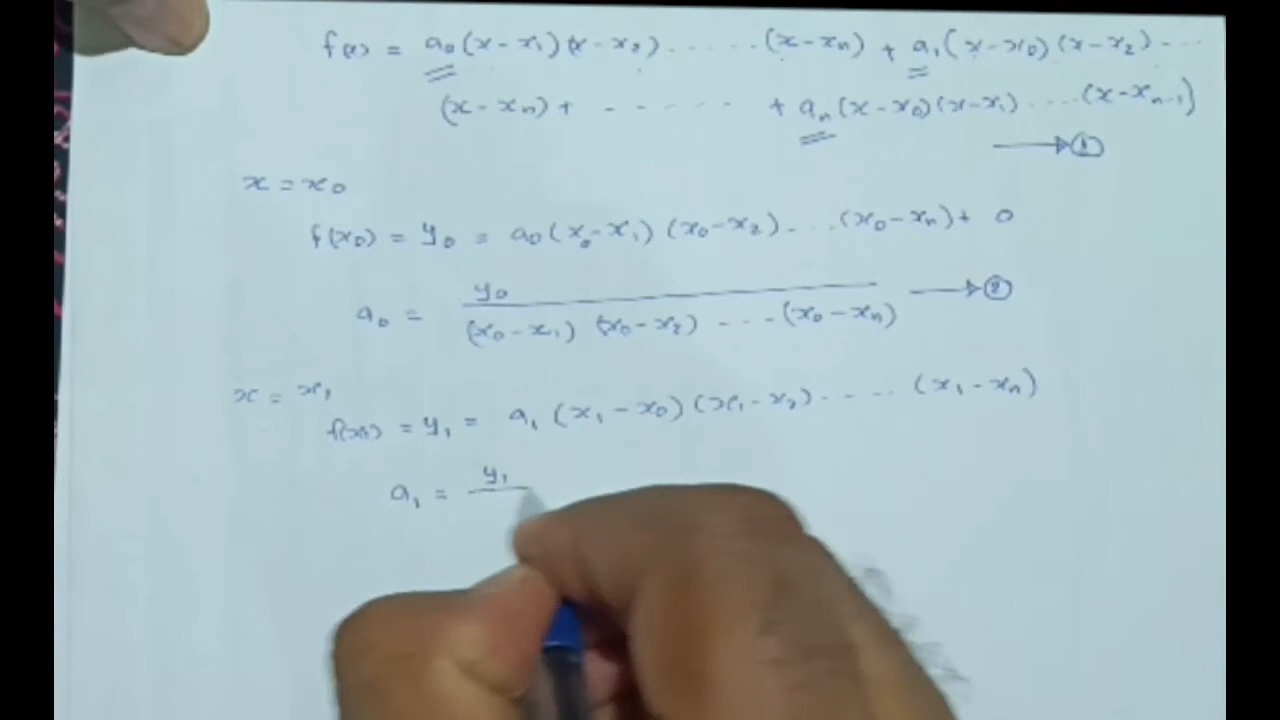 f(x) = a₀(x-x₁)(x-x₂)......(x-xₙ) + a₁(x-x₀)(x-x₂)....
(x-xₙ) + ...... + aₙ(x-x₀)(x-x₁)....(x-xₙ₋₁)
→ ①
x = x₀
f(x₀) = y₀ = a₀(x₀-x₁)(x₀-x₂)....(x₀-xₙ) + 0
a₀ = y₀ / (x₀-x₁)(x₀-x₂)....(x₀-xₙ) → ②
x = x₁
f(x₁) = y₁ = a₁(x₁-x₀)(x₁-x₂).....(x₁-xₙ)
a₁ = y₁ /